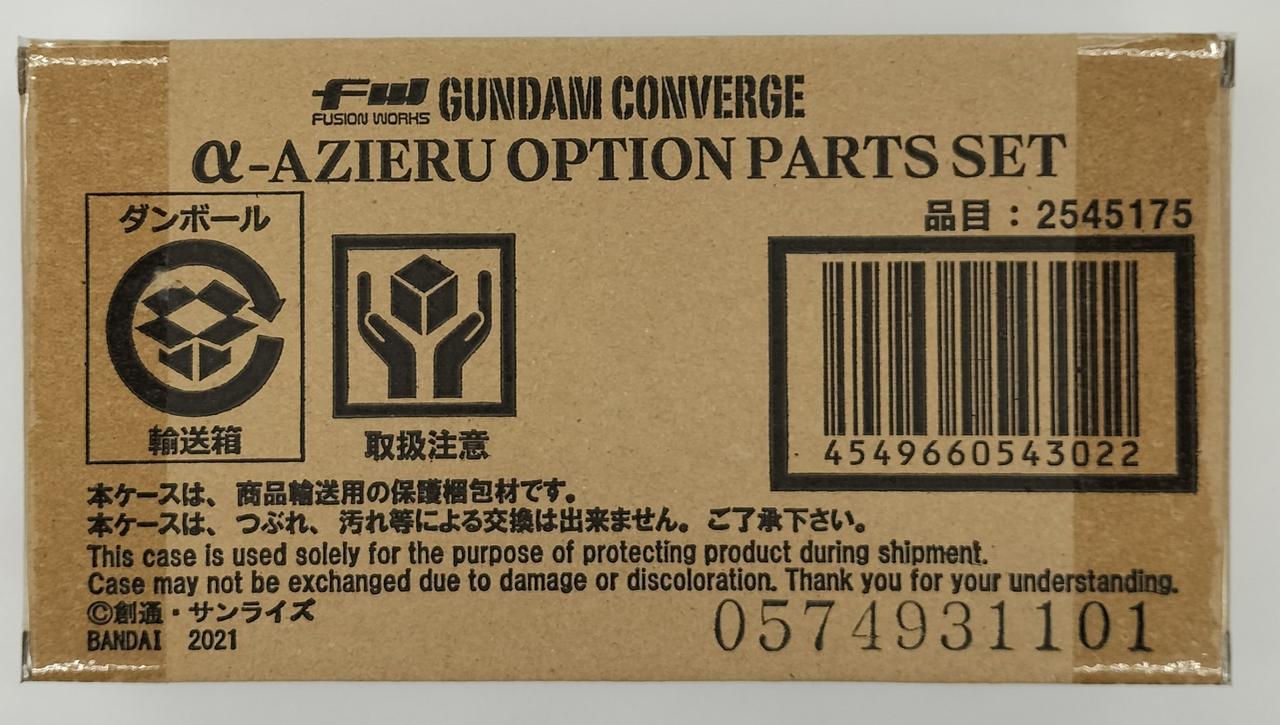 FW GUNDAM CONVERGE
FUSION WORKS
α-AZIERU OPTION PARTS SET
ダンボール
品目：2545175
輸送箱
取扱注意
4549660543022
本ケースは、商品輸送用の保護梱包材です。
本ケースは、つぶれ、汚れ等による交換は出来ません。ご了承下さい。
This case is used solely for the purpose of protecting product during shipment.
Case may not be exchanged due to damage or discoloration. Thank you for your understanding.
©創通・サンライズ
BANDAI 2021
0574931101